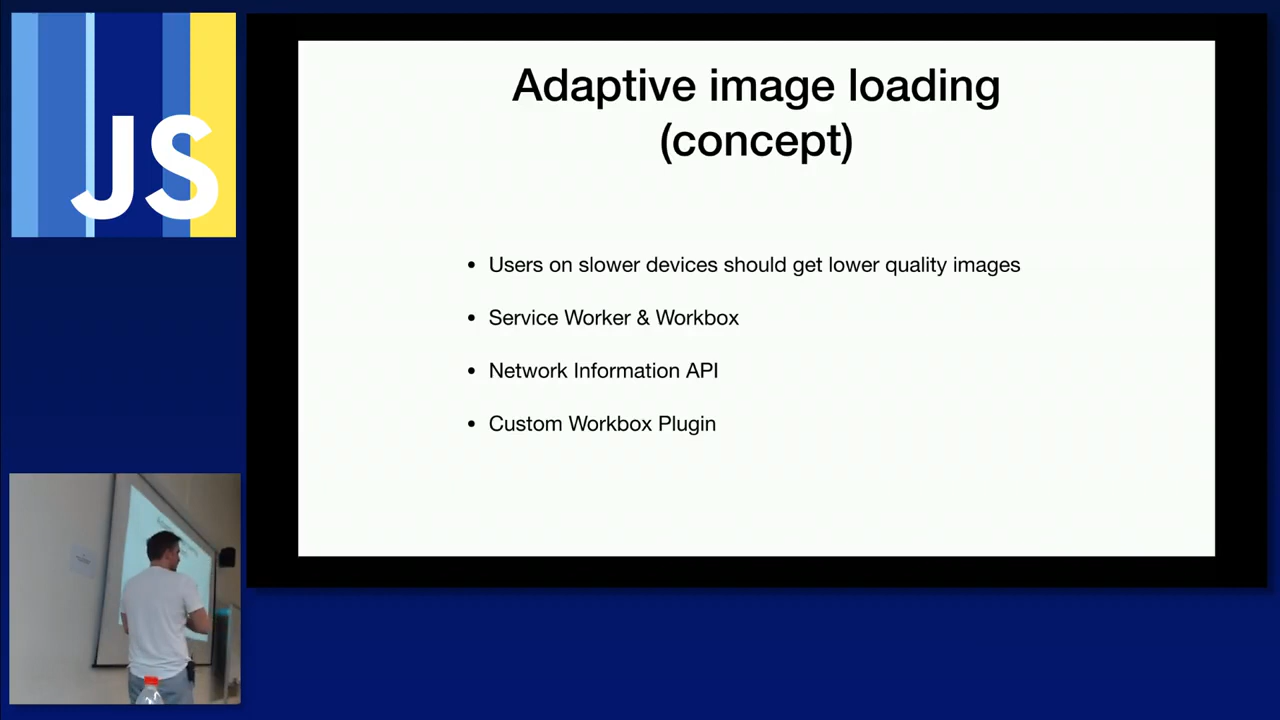 JS
Adaptive image loading
(concept)
• Users on slower devices should get lower quality images
• Service Worker & Workbox
• Network Information API
• Custom Workbox Plugin